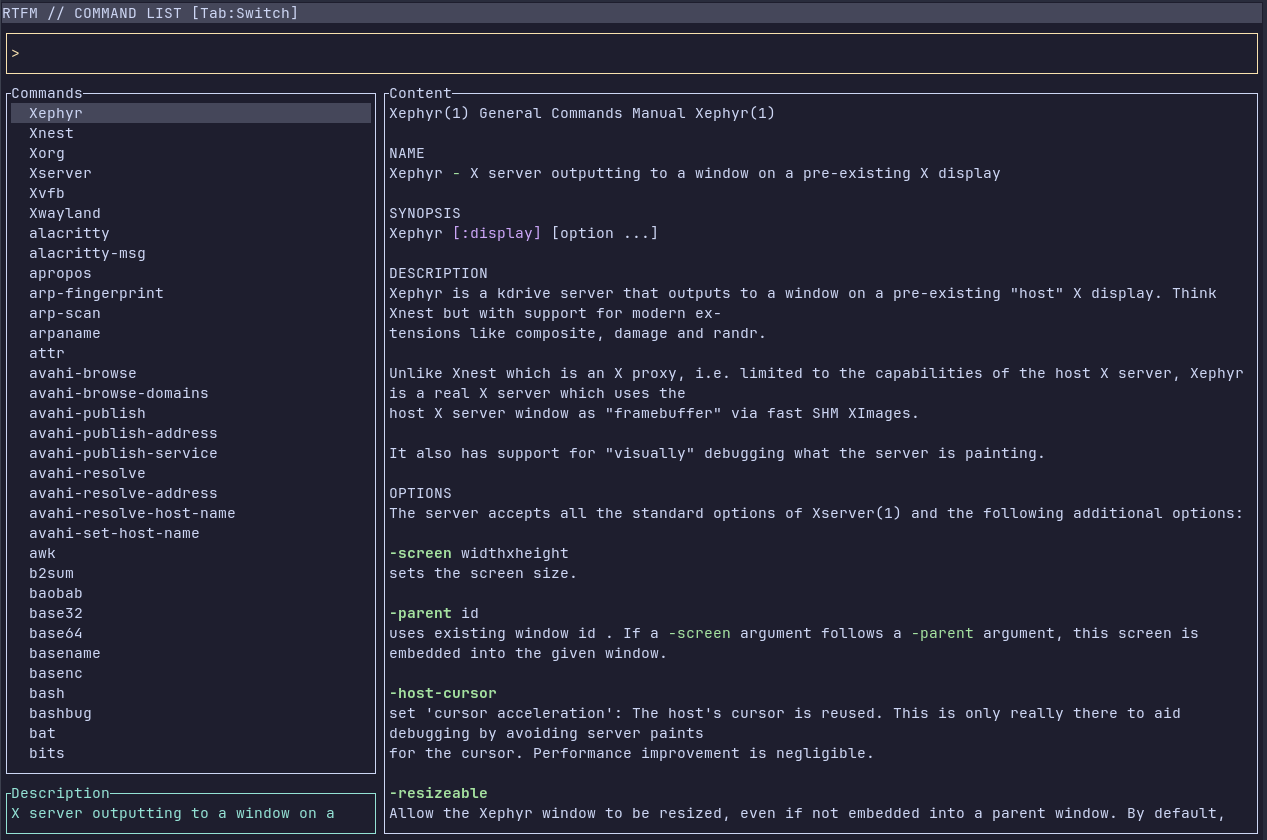 RTFM // COMMAND LIST [Tab:Switch]
>
Commands
Xephyr
Xnest
Xorg
Xserver
Xvfb
Xwayland
alacritty
alacritty-msg
apropos
arp-fingerprint
arp-scan
arpaname
attr
avahi-browse
avahi-browse-domains
avahi-publish
avahi-publish-address
avahi-publish-service
avahi-resolve
avahi-resolve-address
avahi-resolve-host-name
avahi-set-host-name
awk
b2sum
baobab
base32
base64
basename
basenc
bash
bashbug
bat
bits
Description
X server outputting to a window on a
Content
Xephyr(1) General Commands Manual Xephyr(1)
NAME
Xephyr - X server outputting to a window on a pre-existing X display
SYNOPSIS
Xephyr [:display] [option ...]
DESCRIPTION
Xephyr is a kdrive server that outputs to a window on a pre-existing "host" X display. Think
Xnest but with support for modern ex-
tensions like composite, damage and randr.
Unlike Xnest which is an X proxy, i.e. limited to the capabilities of the host X server, Xephyr
is a real X server which uses the
host X server window as "framebuffer" via fast SHM XImages.
It also has support for "visually" debugging what the server is painting.
OPTIONS
The server accepts all the standard options of Xserver(1) and the following additional options:
-screen widthxheight
sets the screen size.
-parent id
uses existing window id . If a -screen argument follows a -parent argument, this screen is
embedded into the given window.
-host-cursor
set 'cursor acceleration': The host's cursor is reused. This is only really there to aid
debugging by avoiding server paints
for the cursor. Performance improvement is negligible.
-resizeable
Allow the Xephyr window to be resized, even if not embedded into a parent window. By default,